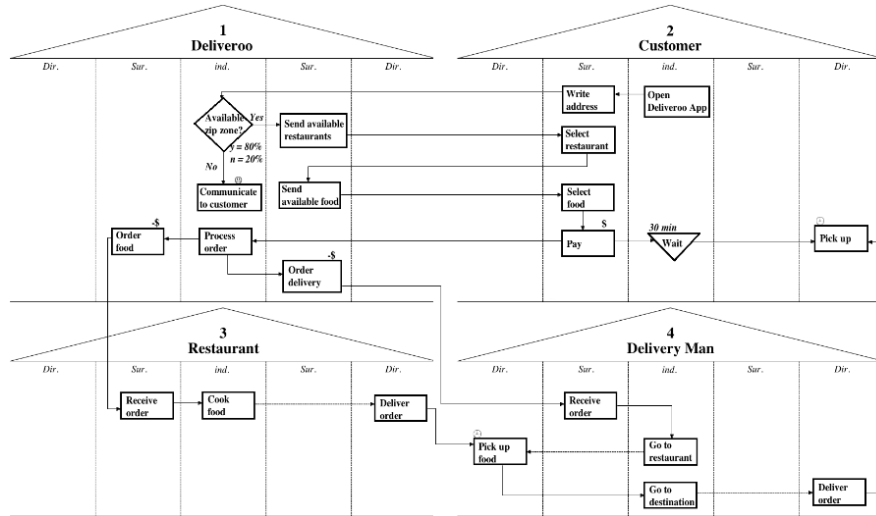 1
Deliveroo
Dir.
Sur.
ind.
Sur.
Dir.
Available
zip zone?
Yes
y = 80%
n = 20%
No
Send available
restaurants
Communicate
to customer
Send
available food
-$
Order
food
Process
order
-$
Order
delivery
2
Customer
Dir.
Sur.
ind.
Sur.
Dir.
Write
address
Open
Deliveroo App
Select
restaurant
Select
food
$
Pay
30 min
Wait
Pick up
3
Restaurant
Dir.
Sur.
ind.
Sur.
Dir.
Receive
order
Cook
food
Deliver
order
4
Delivery Man
Dir.
Sur.
ind.
Sur.
Dir.
Receive
order
Pick up
food
Go to
restaurant
Go to
destination
Deliver
order